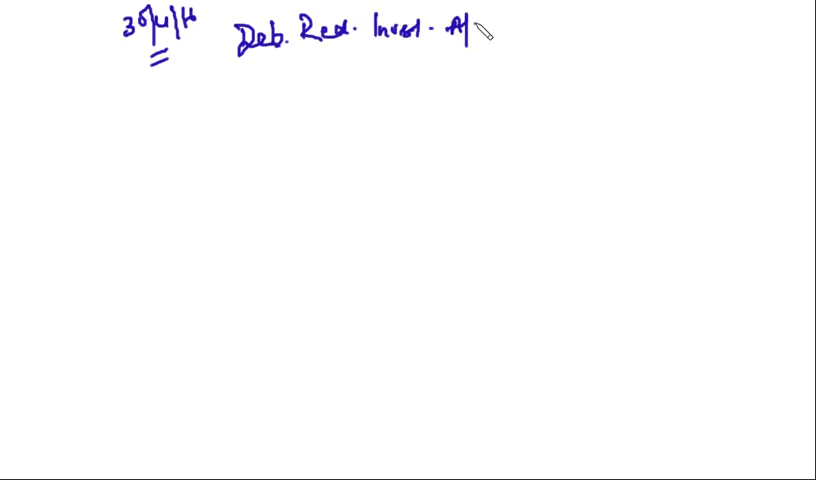 30/4/16 Deb. Red. Invest. A/